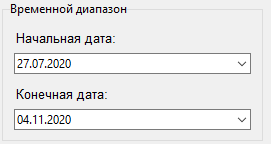 Временной диапазон
Начальная дата:
27.07.2020
Конечная дата:
04.11.2020